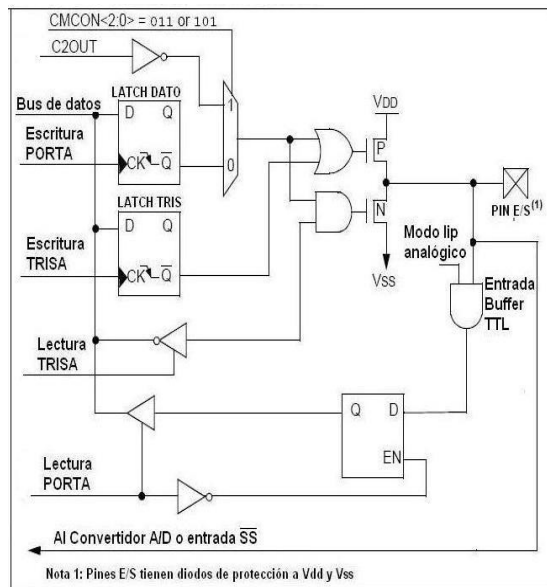 CMCON<2:0> = 011 or 101
C2OUT
Bus de datos
LATCH DATO
D Q
Escritura
PORTA
CK Q
1
0
VDD
P
N
PIN E/S(1)
VSS
LATCH TRIS
D Q
Escritura
TRISA
CK Q
Modo lip
analógico
Entrada
Buffer
TTL
Lectura
TRISA
Q D
EN
Lectura
PORTA
Al Convertidor A/D o entrada SS
Nota 1: Pines E/S tienen diodos de protección a Vdd y Vss